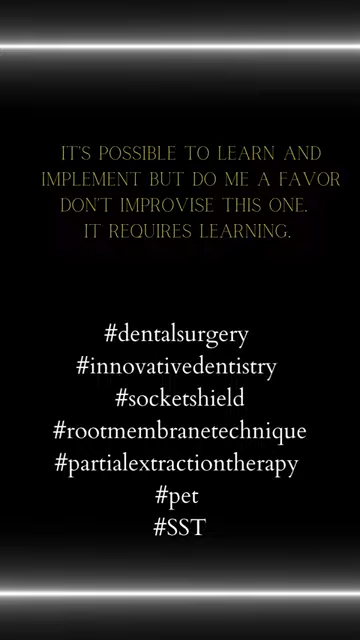 IT'S POSSIBLE TO LEARN AND
IMPLEMENT BUT DO ME A FAVOR
DON'T IMPROVISE THIS ONE.
IT REQUIRES LEARNING.
#dentalsurgery
#innovativedentistry
#socketshield
#rootmembranetechnique
#partialextractiontherapy
#pet
#SST